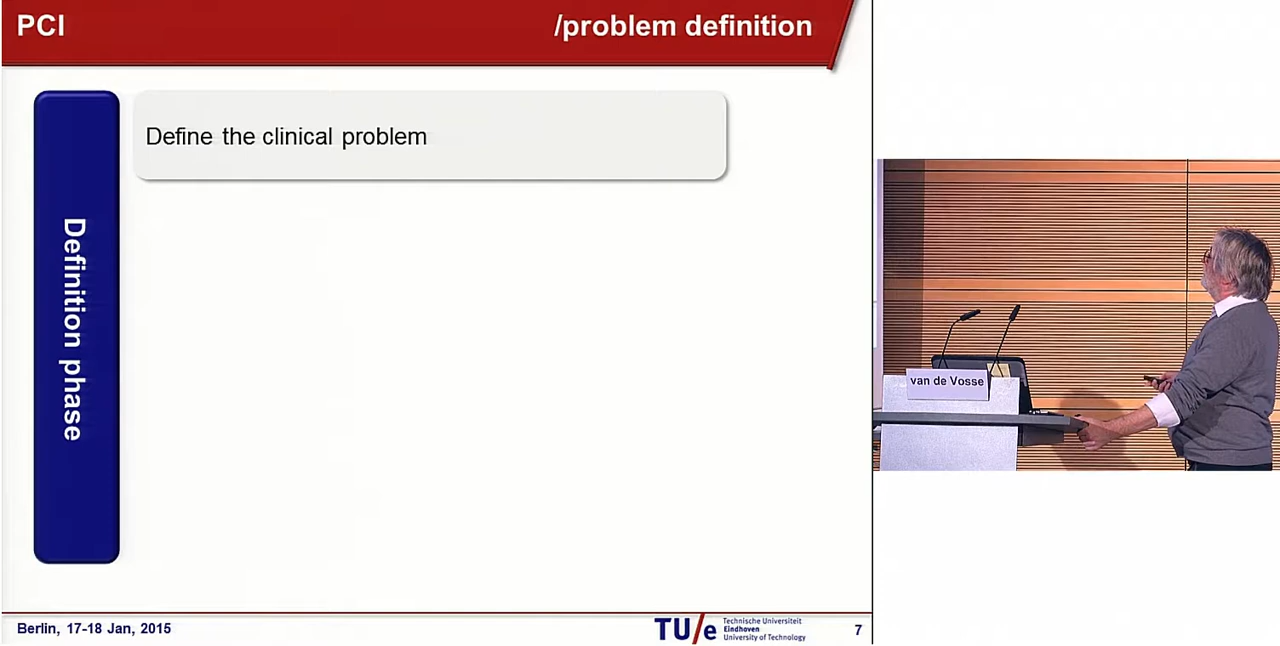 PCI
/problem definition
Define the clinical problem
Definition phase
van de Vosse
Berlin, 17-18 Jan, 2015
TU/e
Technische Universiteit
Eindhoven
University of Technology
7